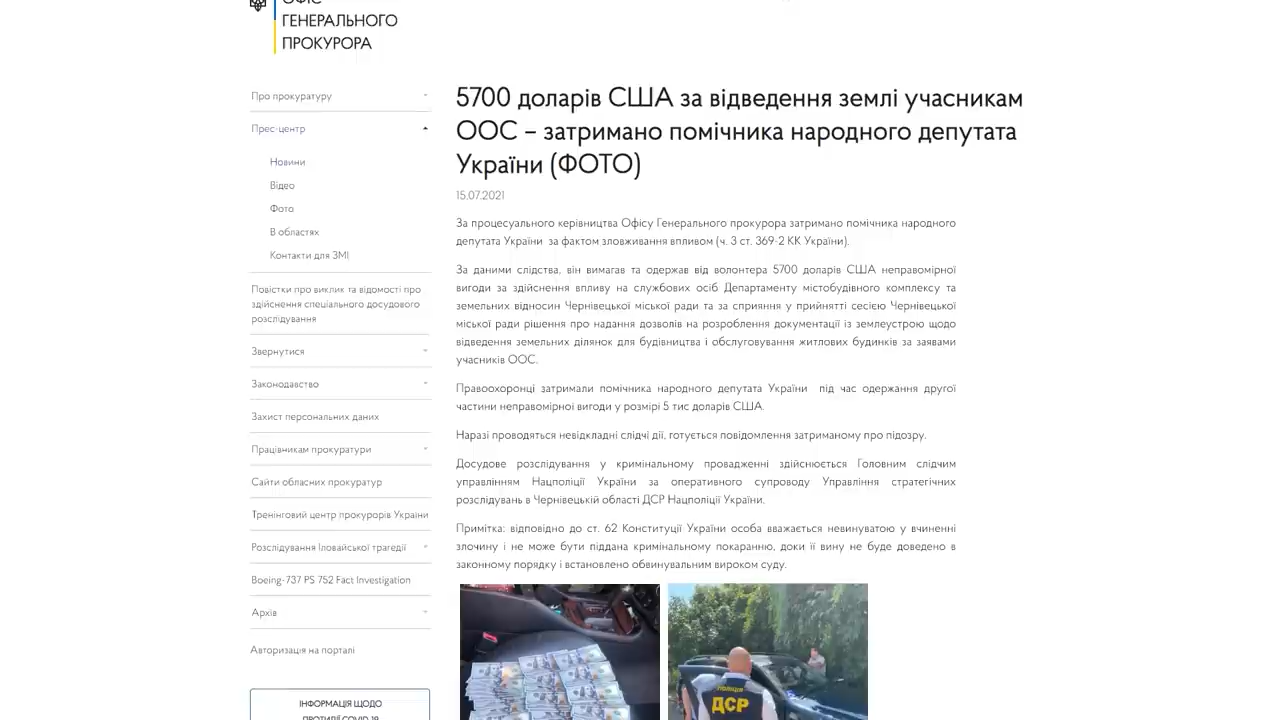 ОФІС
ГЕНЕРАЛЬНОГО
ПРОКУРОРА
Про прокуратуру
Прес-центр
Новини
Відео
Фото
В областях
Контакти для ЗМІ
Повістки про виклик та відомості про
здійснення спеціального досудового
розслідування
Звернутися
Законодавство
Захист персональних даних
Працівникам прокуратури
Сайти обласних прокуратур
Тренінговий центр прокурорів України
Розслідування Іловайської трагедії
Boeing-737 PS 752 Fact Investigation
Архів
Авторизація на порталі
ІНФОРМАЦІЯ ЩОДО
ПРОТИДІЇ COVID-19
5700 доларів США за відведення землі учасникам
ООС – затримано помічника народного депутата
України (ФОТО)
15.07.2021
За процесуального керівництва Офісу Генерального прокурора затримано помічника народного
депутата України за фактом зловживання впливом (ч. 3 ст. 369-2 КК України).
За даними слідства, він вимагав та одержав від волонтера 5700 доларів США неправомірної
вигоди за здійснення впливу на службових осіб Департаменту містобудівного комплексу та
земельних відносин Чернівецької міської ради та за сприяння у прийнятті сесією Чернівецької
міської ради рішення про надання дозволів на розроблення документації із землеустрою щодо
відведення земельних ділянок для будівництва і обслуговування житлових будинків за заявами
учасників ООС.
Правоохоронці затримали помічника народного депутата України під час одержання другої
частини неправомірної вигоди у розмірі 5 тис доларів США.
Наразі проводяться невідкладні слідчі дії, готується повідомлення затриманому про підозру.
Досудове розслідування у кримінальному провадженні здійснюється Головним слідчим
управлінням Нацполіції України за оперативного супроводу Управління стратегічних
розслідувань в Чернівецькій області ДСР Нацполіції України.
Примітка: відповідно до ст. 62 Конституції України особа вважається невинуватою у вчиненні
злочину і не може бути піддана кримінальному покаранню, доки її вину не буде доведено в
законному порядку і встановлено обвинувальним вироком суду.
ПОЛІЦІЯ
ДСР